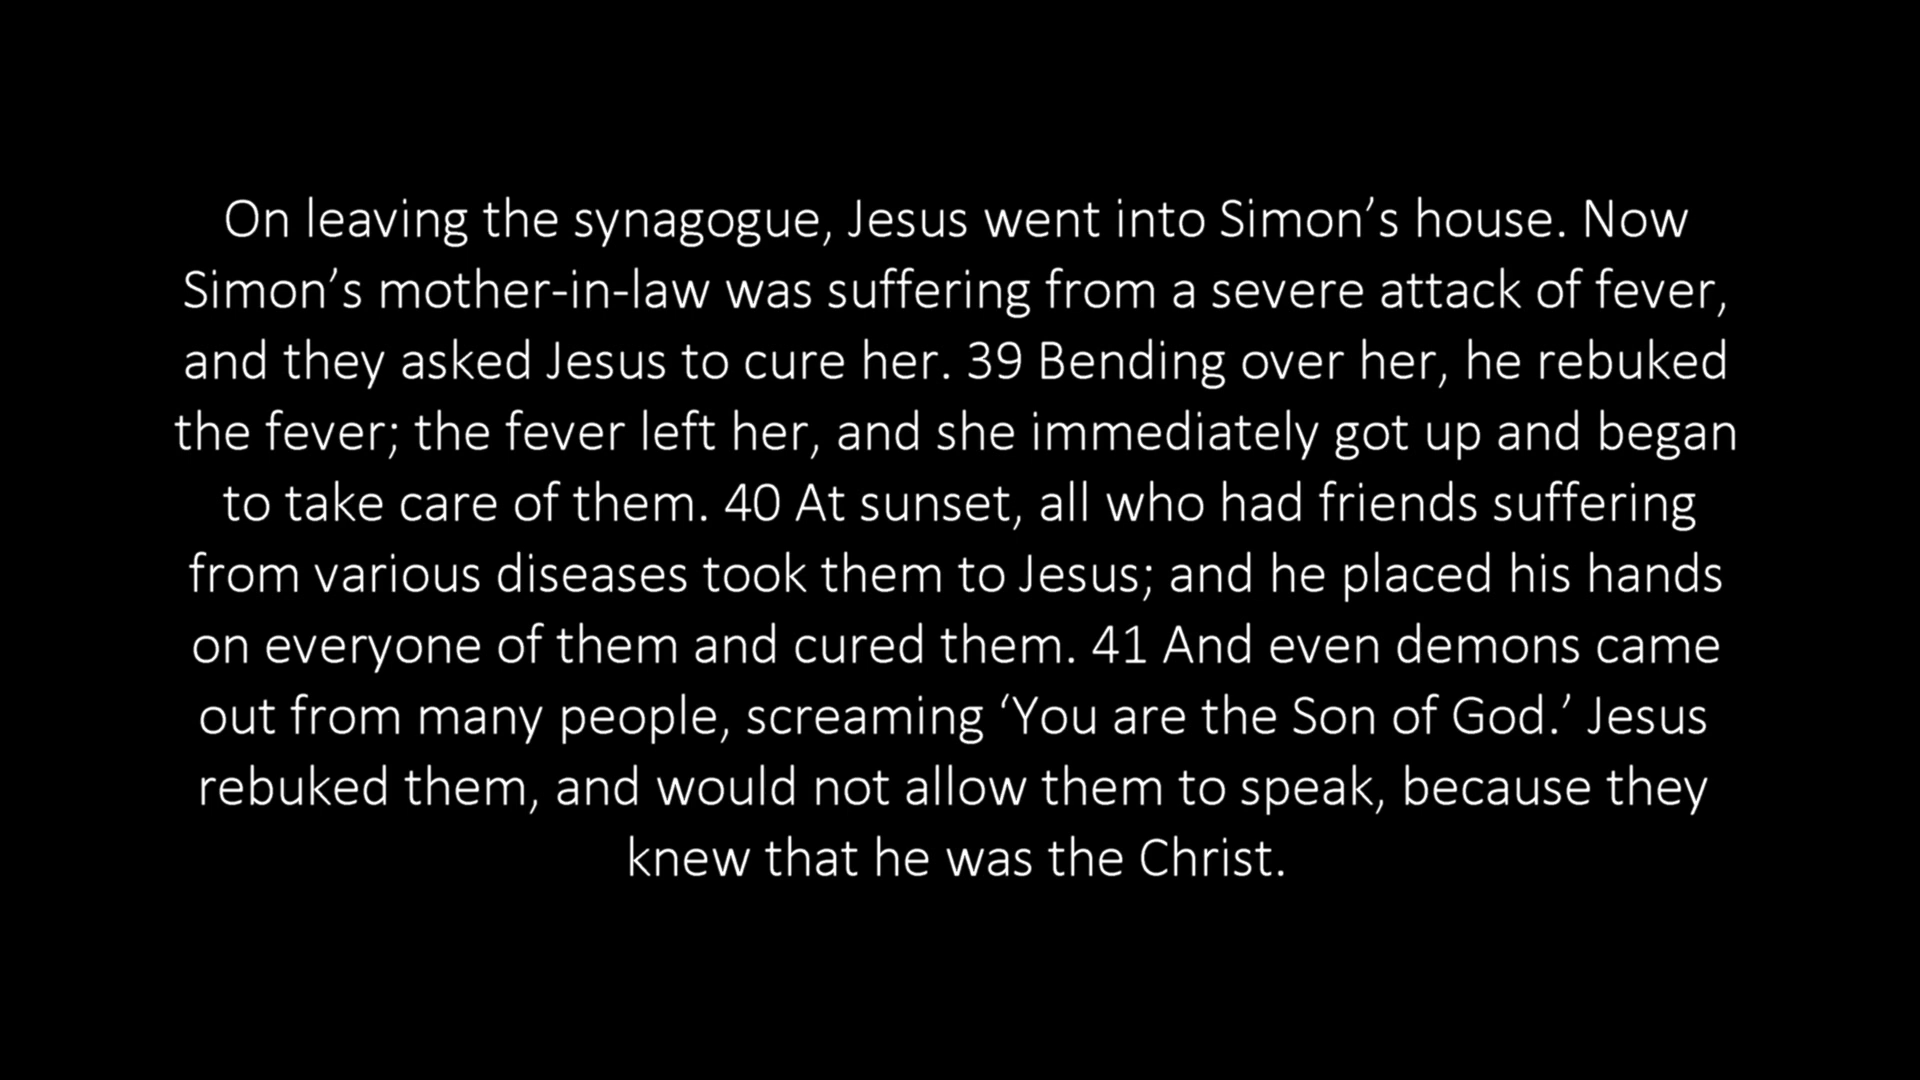 On leaving the synagogue, Jesus went into Simon’s house. Now
Simon’s mother-in-law was suffering from a severe attack of fever,
and they asked Jesus to cure her. 39 Bending over her, he rebuked
the fever; the fever left her, and she immediately got up and began
to take care of them. 40 At sunset, all who had friends suffering
from various diseases took them to Jesus; and he placed his hands
on everyone of them and cured them. 41 And even demons came
out from many people, screaming ‘You are the Son of God.’ Jesus
rebuked them, and would not allow them to speak, because they
knew that he was the Christ.